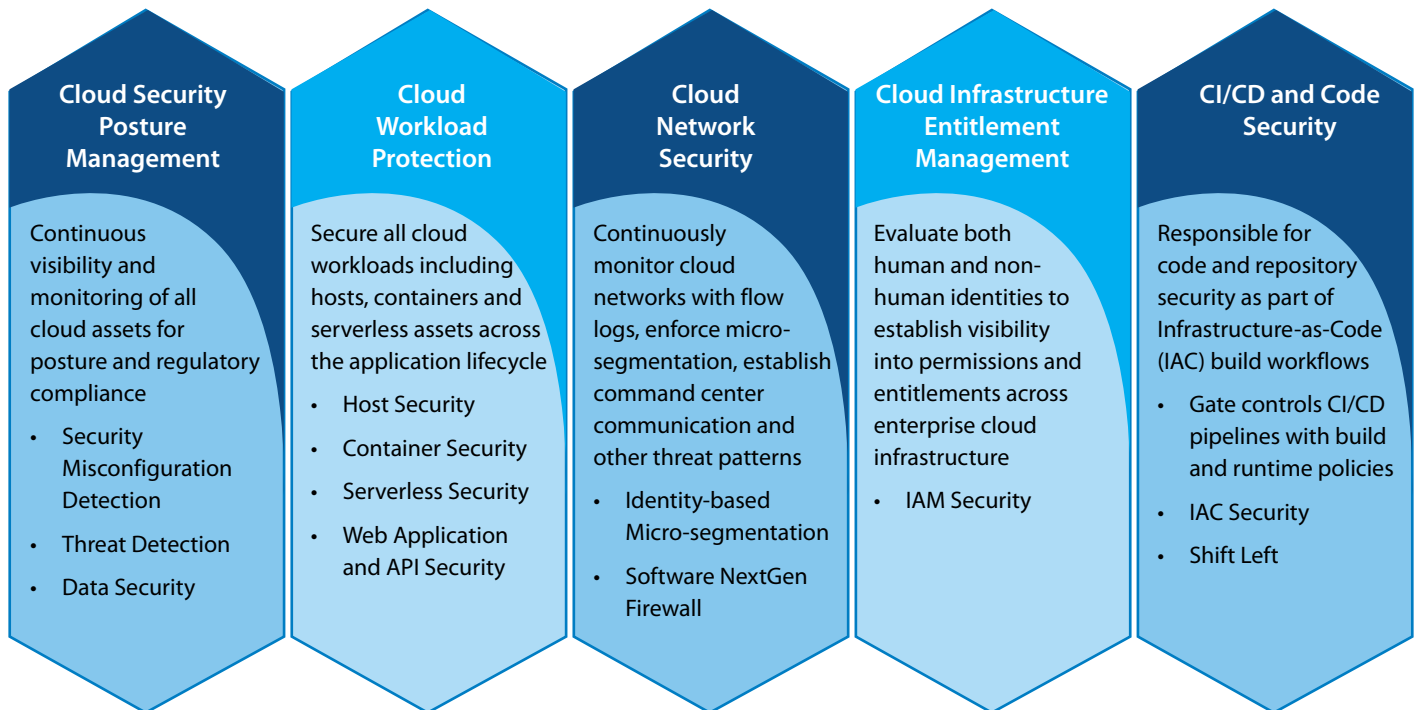 Cloud Security
Posture
Management
Continuous
visibility and
monitoring of all
cloud assets for
posture and regulatory
compliance
• Security
Misconfiguration
Detection
• Threat Detection
• Data Security
Cloud
Workload
Protection
Secure all cloud
workloads including
hosts, containers and
serverless assets across
the application lifecycle
• Host Security
• Container Security
• Serverless Security
• Web Application
and API Security
Cloud
Network
Security
Continuously
monitor cloud
networks with flow
logs, enforce micro-
segmentation, establish
command center
communication and
other threat patterns
• Identity-based
Micro-segmentation
• Software NextGen
Firewall
Cloud Infrastructure
Entitlement
Management
Evaluate both
human and non-
human identities to
establish visibility
into permissions and
entitlements across
enterprise cloud
infrastructure
• IAM Security
CI/CD and Code
Security
Responsible for
code and repository
security as part of
Infrastructure-as-Code
(IAC) build workflows
• Gate controls CI/CD
pipelines with build
and runtime policies
• IAC Security
• Shift Left